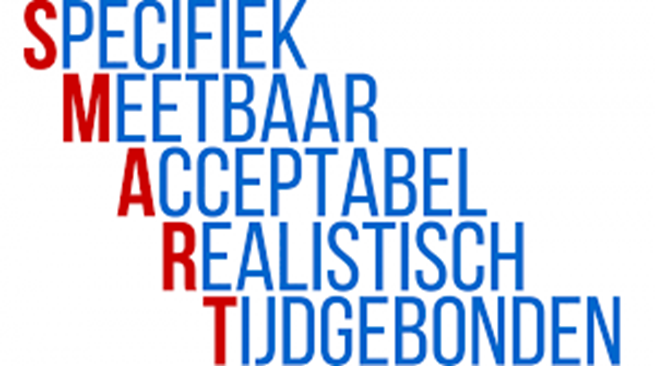 SPECIFIEK
MEETBAAR
ACCEPTABEL
REALISTISCH
TIJDGEBONDEN